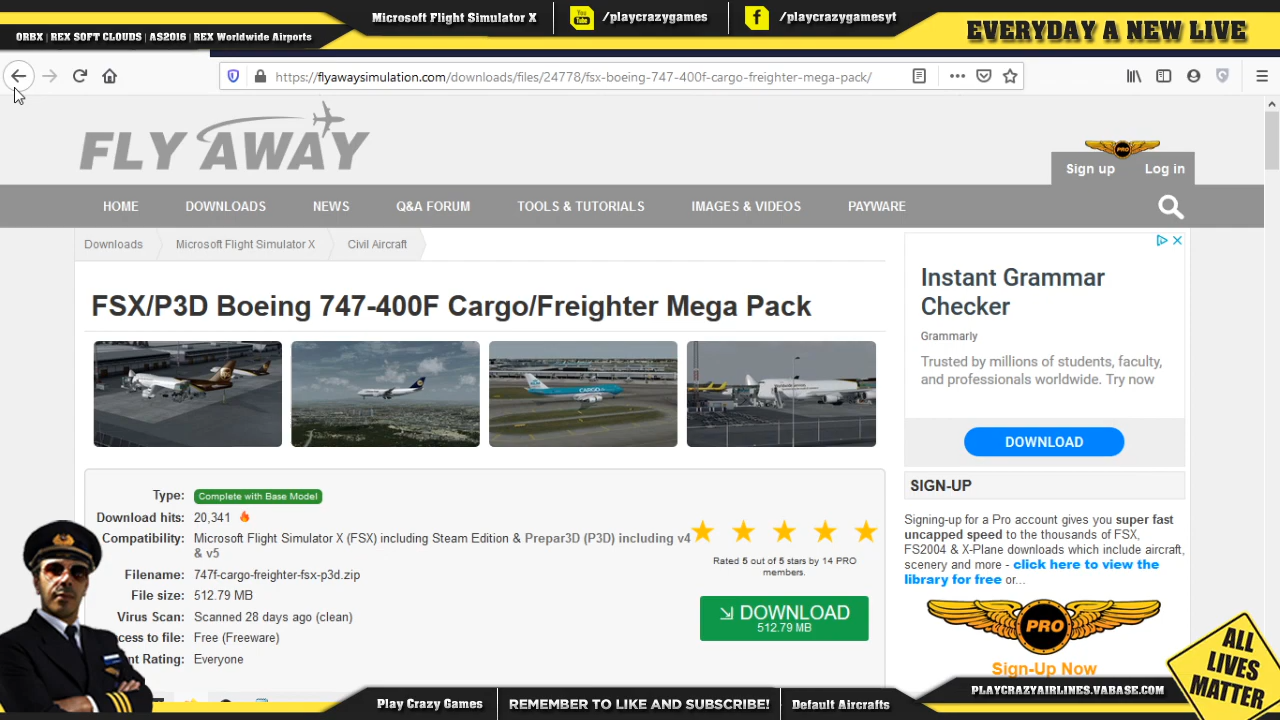 Microsoft Flight Simulator X
You Tube /playcrazygames
f /playcrazygamesyt
EVERYDAY A NEW LIVE
ORBX | REX SOFT CLOUDS | AS2016 | REX Worldwide Airports
https://flyawaysimulation.com/downloads/files/24778/fsx-boeing-747-400f-cargo-freighter-mega-pack/
FLY AWAY
PRO
Sign up Log in
HOME DOWNLOADS NEWS Q&A FORUM TOOLS & TUTORIALS IMAGES & VIDEOS PAYWARE
Downloads Microsoft Flight Simulator X Civil Aircraft
FSX/P3D Boeing 747-400F Cargo/Freighter Mega Pack
CARGO
Type: Complete with Base Model
Download hits: 20,341
Compatibility: Microsoft Flight Simulator X (FSX) including Steam Edition & Prepar3D (P3D) including v4
& v5
Filename: 747f-cargo-freighter-fsx-p3d.zip
File size: 512.79 MB
Virus Scan: Scanned 28 days ago (clean)
ccess to file: Free (Freeware)
nt Rating: Everyone
Rated 5 out of 5 stars by 14 PRO
members.
DOWNLOAD
512.79 MB
Instant Grammar
Checker
Grammarly
Trusted by millions of students, faculty,
and professionals worldwide. Try now
DOWNLOAD
SIGN-UP
Signing-up for a Pro account gives you super fast
uncapped speed to the thousands of FSX,
FS2004 & X-Plane downloads which include aircraft,
scenery and more - click here to view the
library for free or...
PRO
Sign-Up Now
ALL
LIVES
MATTER
PLAYCRAZYAIRLINES.VABASE.COM
Play Crazy Games
REMEMBER TO LIKE AND SUBSCRIBE!
Default Aircrafts